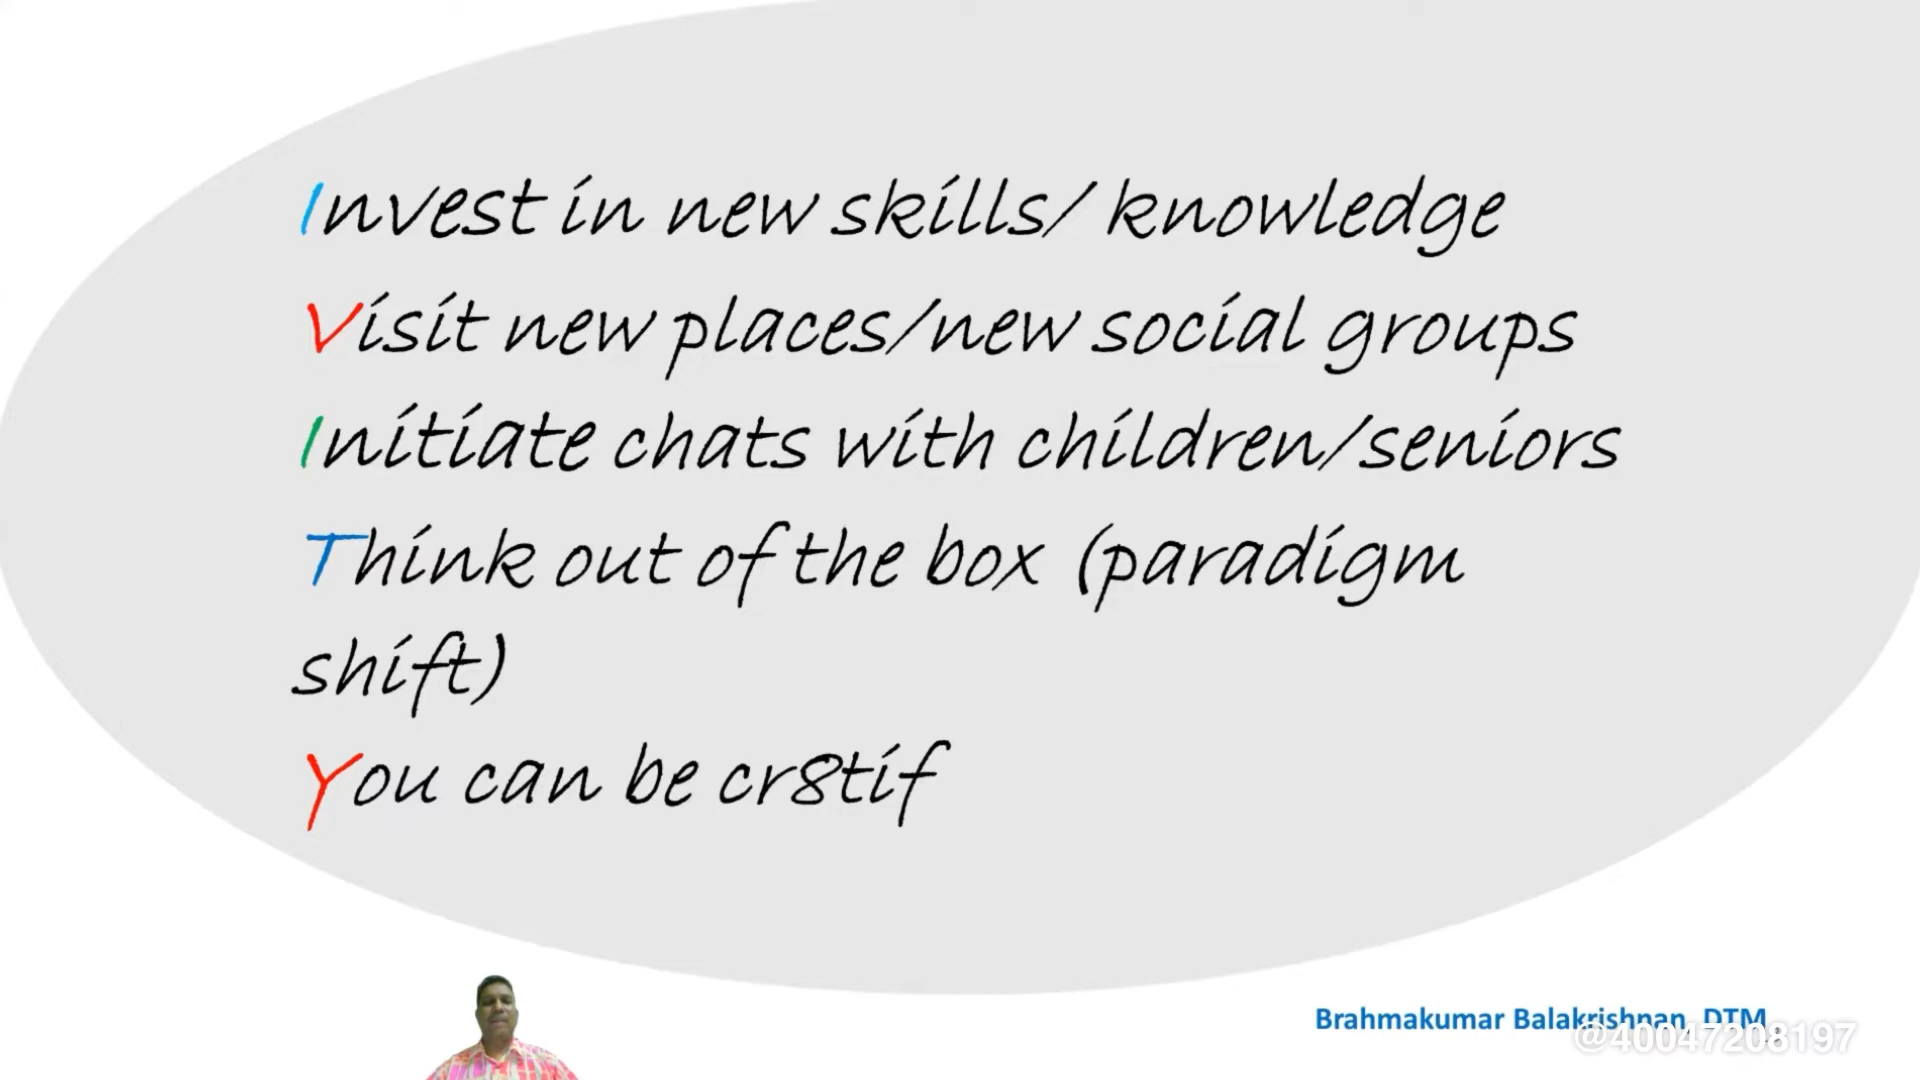 Invest in new skills/ knowledge
Visit new places/new social groups
Initiate chats with children/seniors
Think out of the box (paradigm
shift)
You can be cr8tif
Brahmakumar Balakrishnan, DTM
@40047208197